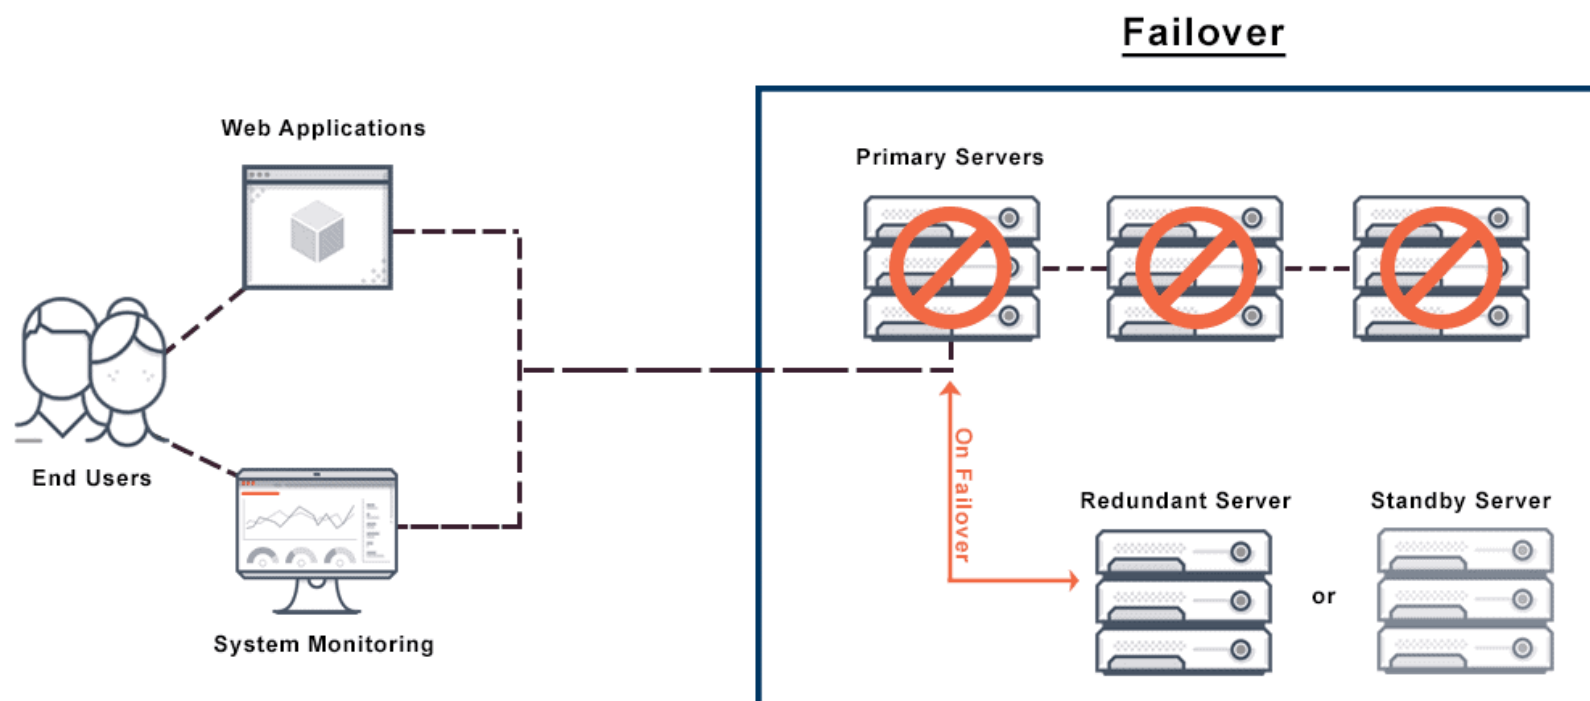 Failover
Web Applications
Primary Servers
End Users
On Failover
Redundant Server
Standby Server
or
System Monitoring